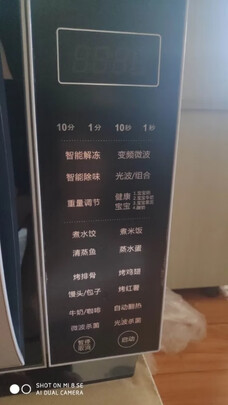 10分 1分 10秒 1秒
智能解冻 变频微波
智能除味 光波/组合
重量调节 健康宝宝
煮水饺 煮米饭
清蒸鱼 蒸水蛋
烤排骨 烤鸡腿
馒头/包子 烤红薯
牛奶/咖啡 自动翻热
微波杀菌 光波杀菌
启动
SHOT ON MI 8 SE
AI DUAL CAMERA